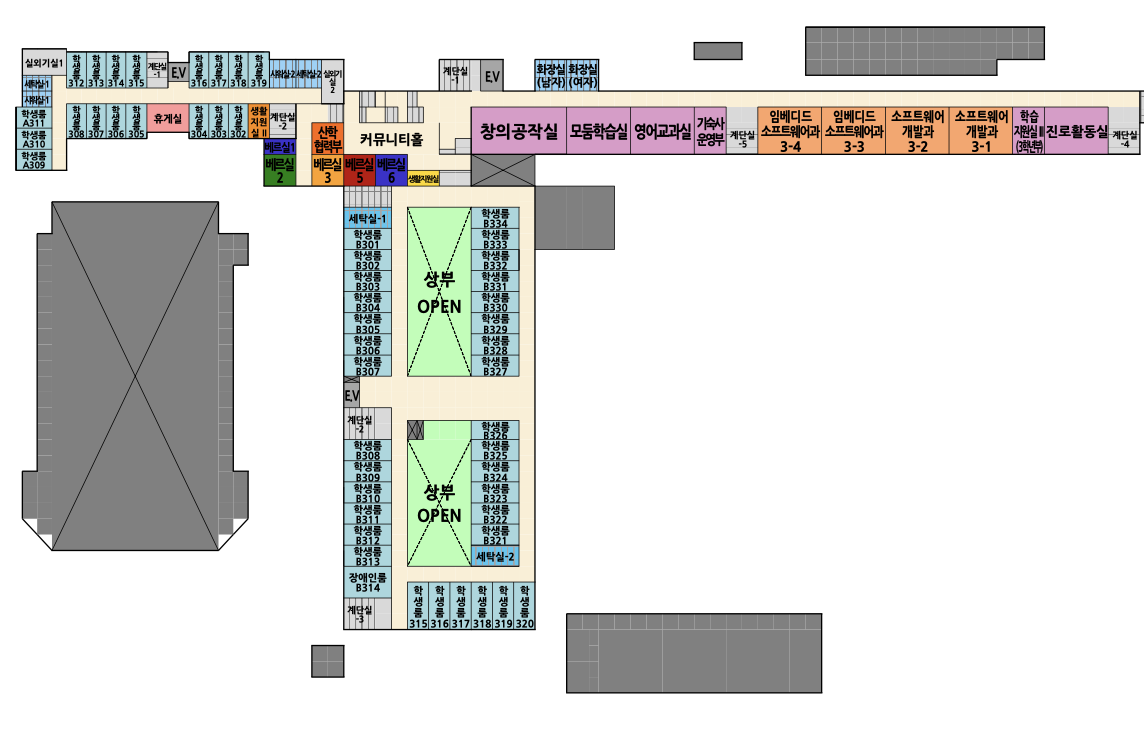 실외기실1
학생룸 312
학생룸 313
학생룸 314
학생룸 315
계단실 -1
E.V
학생룸 316
학생룸 317
학생룸 318
학생룸 319
샤워실-2
세탁실-2
실외기실 2
세탁실-1
샤워실-1
학생룸
A311
학생룸
A310
학생룸
A309
학생룸 308
학생룸 307
학생룸 306
학생룸 305
휴게실
학생룸 304
학생룸 303
학생룸 302
생활
지원
실 II
계단실
-2
베르실1
베르실
2
산학
협력부
베르실
3
베르실
5
베르실
6
커뮤니티홀
생활지원실
계단실
-1
E.V
화장실
(남자)
화장실
(여자)
창의공작실
모둠학습실
영어교과실
기숙사
운영부
계단실
-5
임베디드
소프트웨어과
3-4
임베디드
소프트웨어과
3-3
소프트웨어
개발과
3-2
소프트웨어
개발과
3-1
학습
지원실 III
(3학년부)
진로활동실
계단실
-4
세탁실-1
학생룸
B301
학생룸
B302
학생룸
B303
학생룸
B304
학생룸
B305
학생룸
B306
학생룸
B307
E.V
계단실
-2
학생룸
B308
학생룸
B309
학생룸
B310
학생룸
B311
학생룸
B312
학생룸
B313
장애인룸
B314
계단실
-3
상부
OPEN
학생룸
B334
학생룸
B333
학생룸
B332
학생룸
B331
학생룸
B330
학생룸
B329
학생룸
B328
학생룸
B327
상부
OPEN
학생룸
B326
학생룸
B325
학생룸
B324
학생룸
B323
학생룸
B322
학생룸
B321
세탁실-2
학생룸 315
학생룸 316
학생룸 317
학생룸 318
학생룸 319
학생룸 320